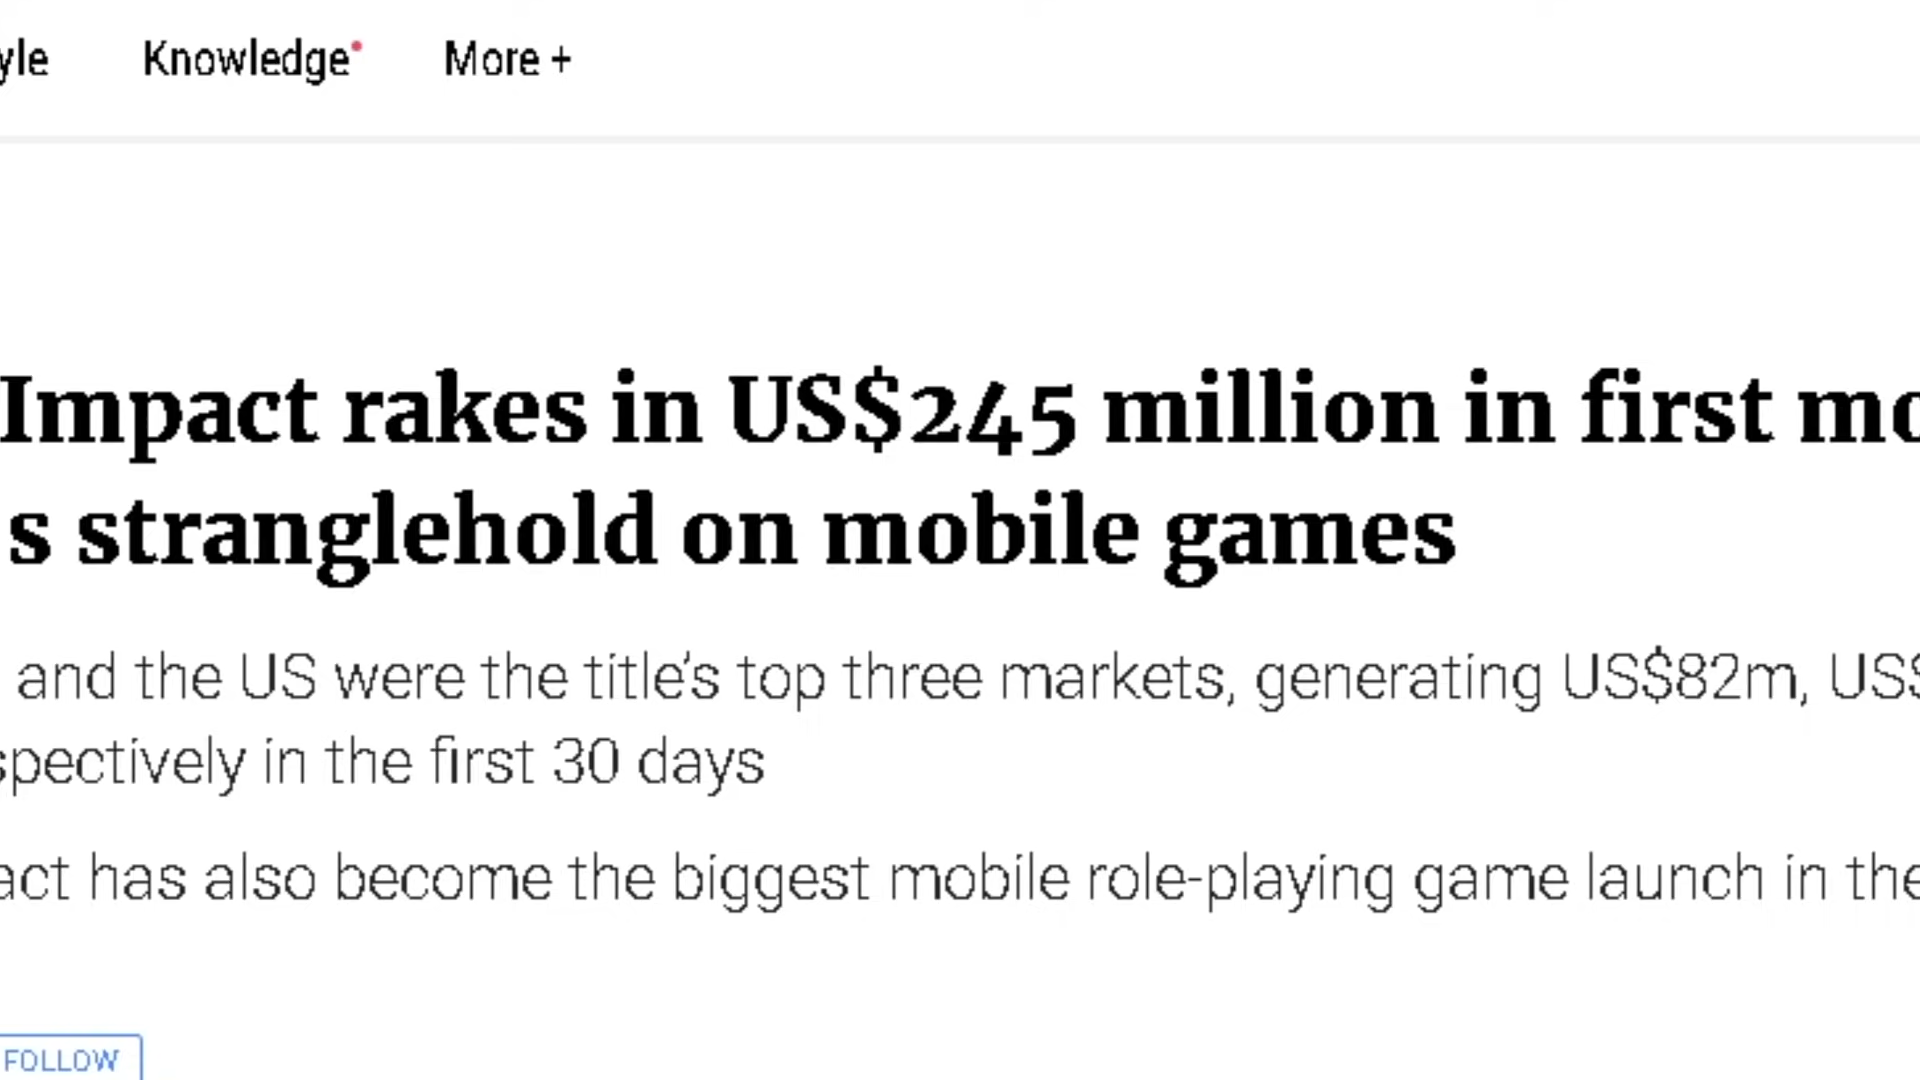 yle Knowledge More +
Impact rakes in US$245 million in first mo
s stranglehold on mobile games
and the US were the title's top three markets, generating US$82m, US$
spectively in the first 30 days
act has also become the biggest mobile role-playing game launch in the
FOLLOW